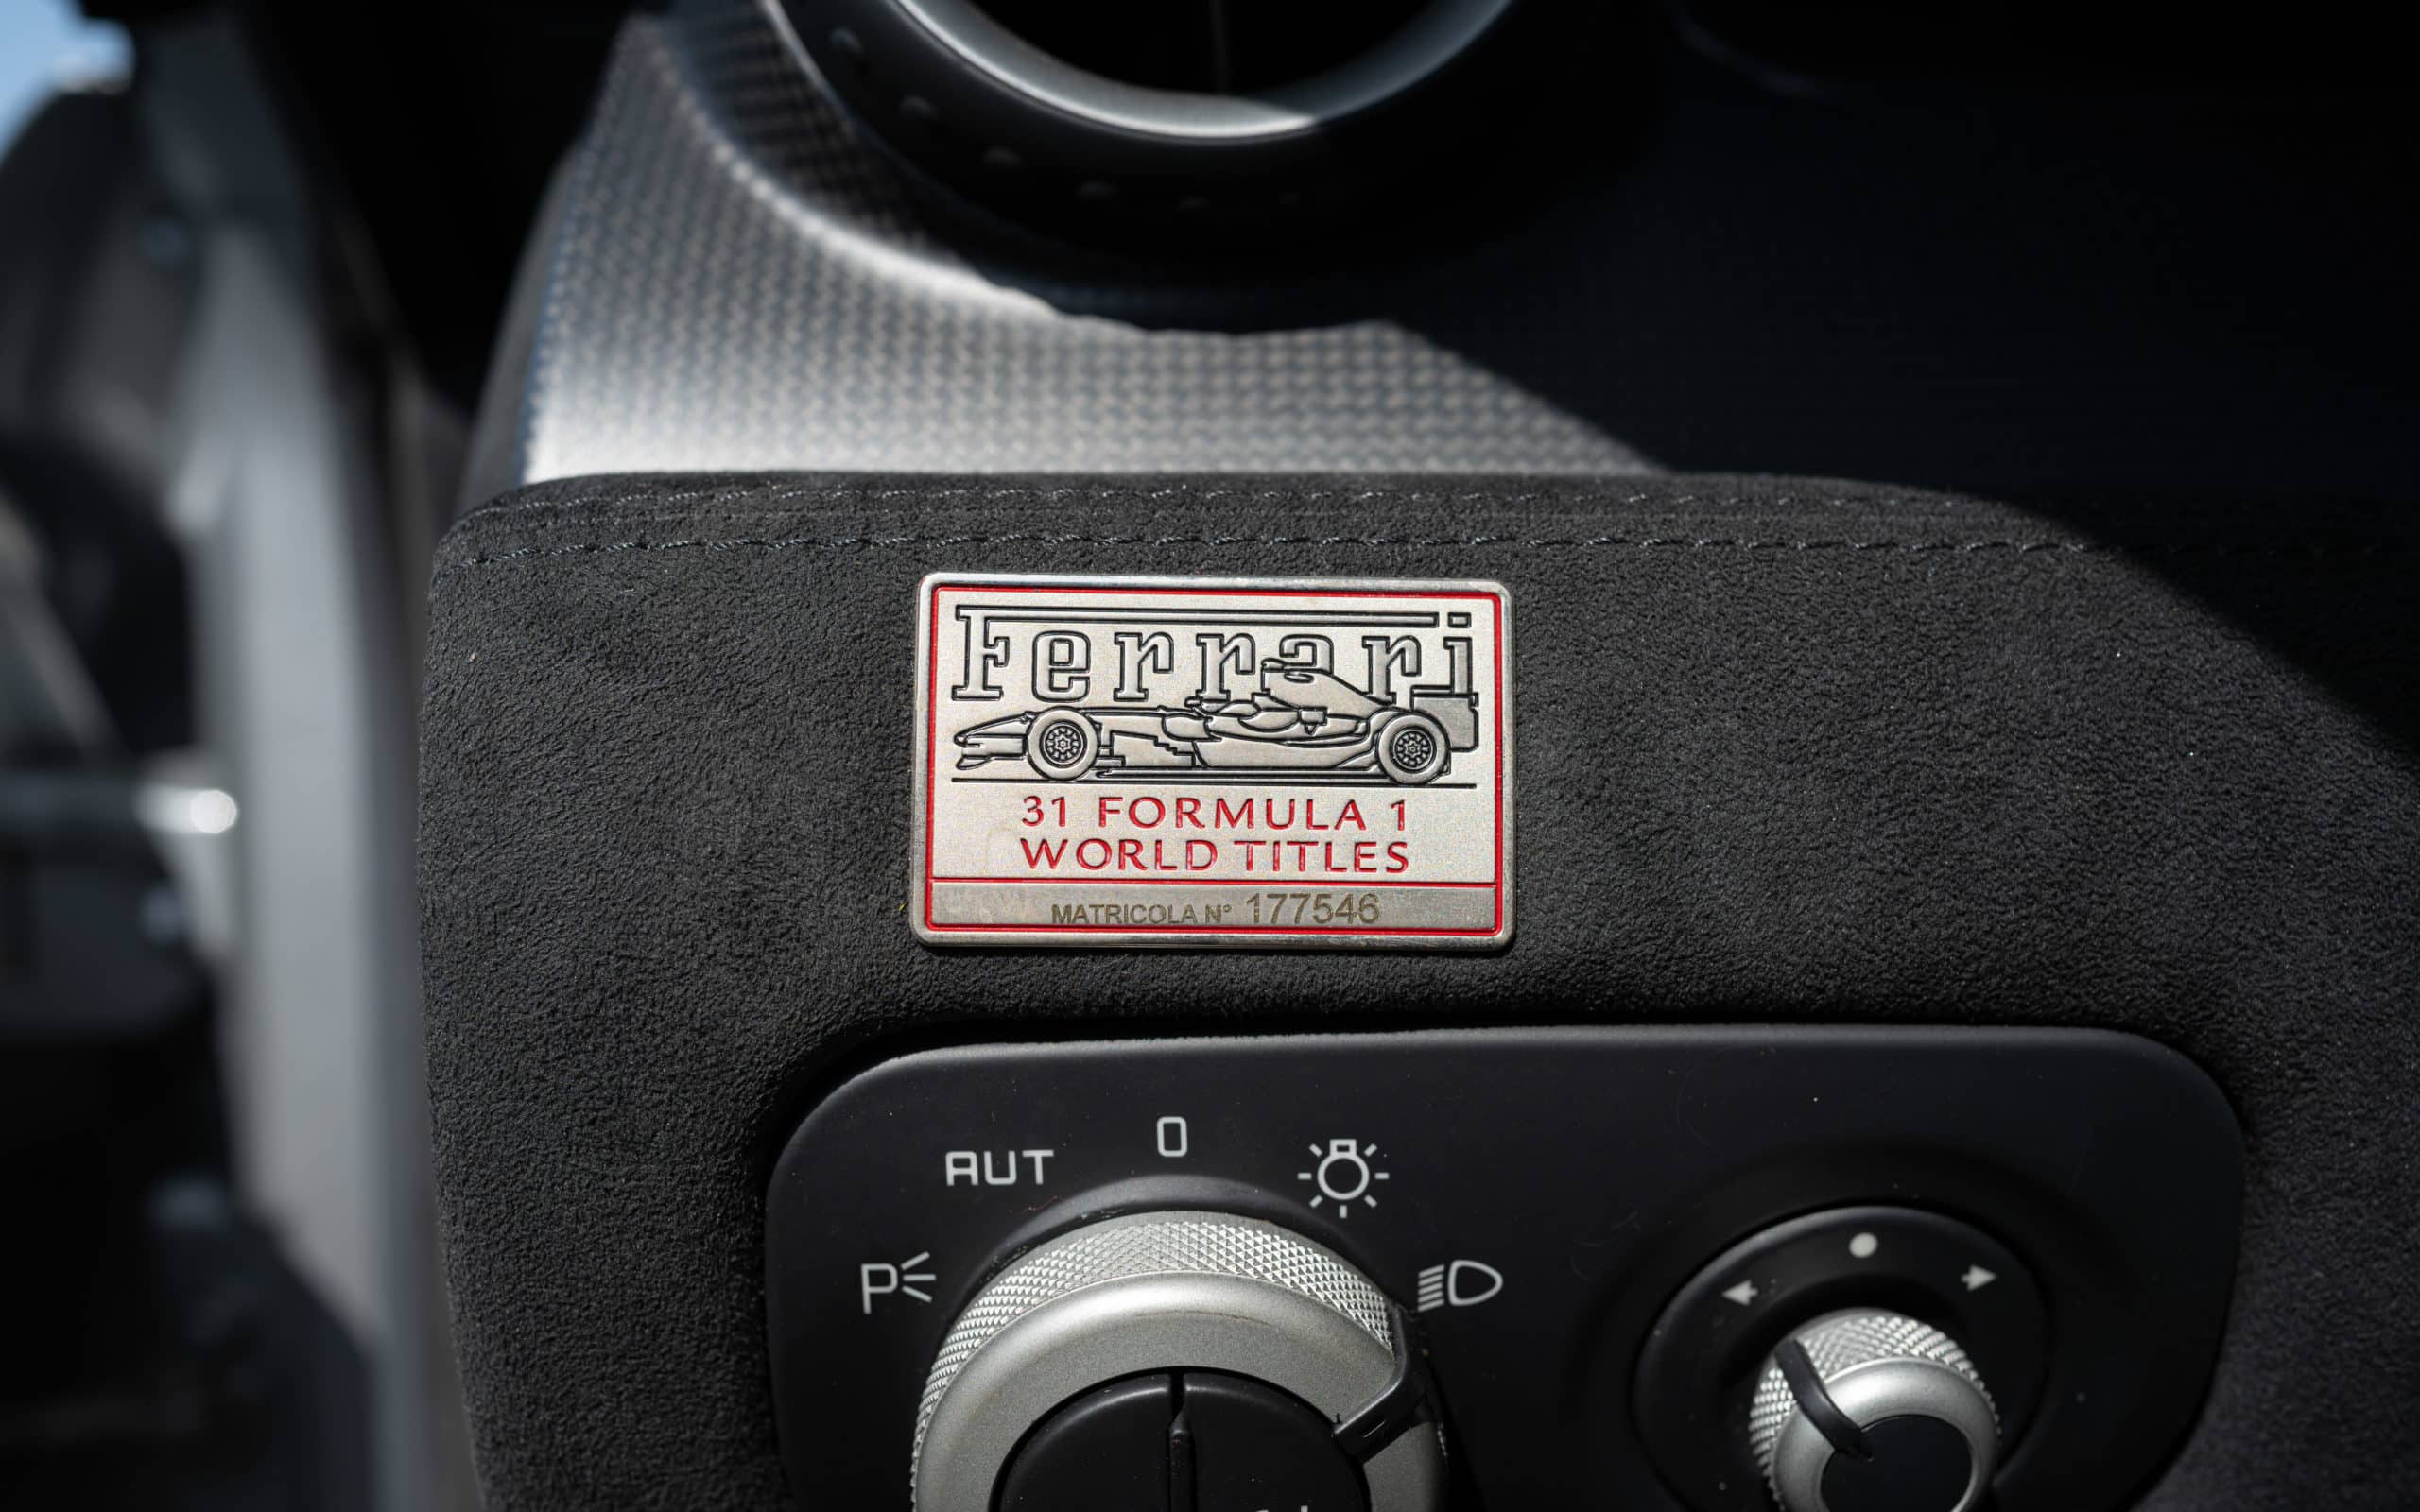 Ferrari
31 FORMULA 1
WORLD TITLES
MATRICOLA N° 177546
AUT
0
P